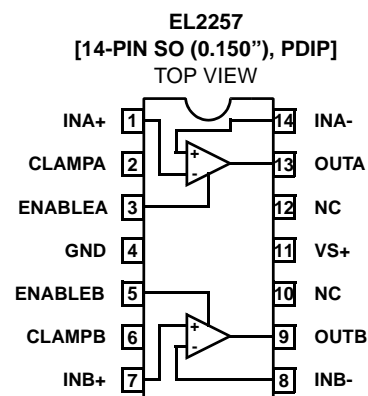 EL2257
[14-PIN SO (0.150”), PDIP]
TOP VIEW
INA+ 1 14 INA-
CLAMPA 2 + - 13 OUTA
ENABLEA 3 12 NC
GND 4 11 VS+
ENABLEB 5 10 NC
CLAMPB 6 + - 9 OUTB
INB+ 7 8 INB-